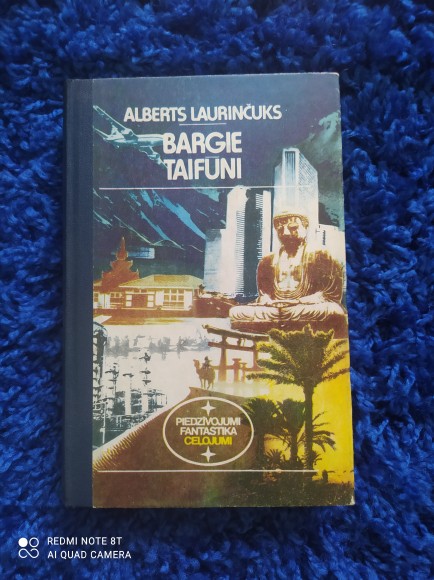 ALBERTS LAURINČUKS
BARGIE
TAIFŪNI
PIEDZĪVOJUMI
FANTASTIKA
CEĻOJUMI
REDMI NOTE 8T
AI QUAD CAMERA